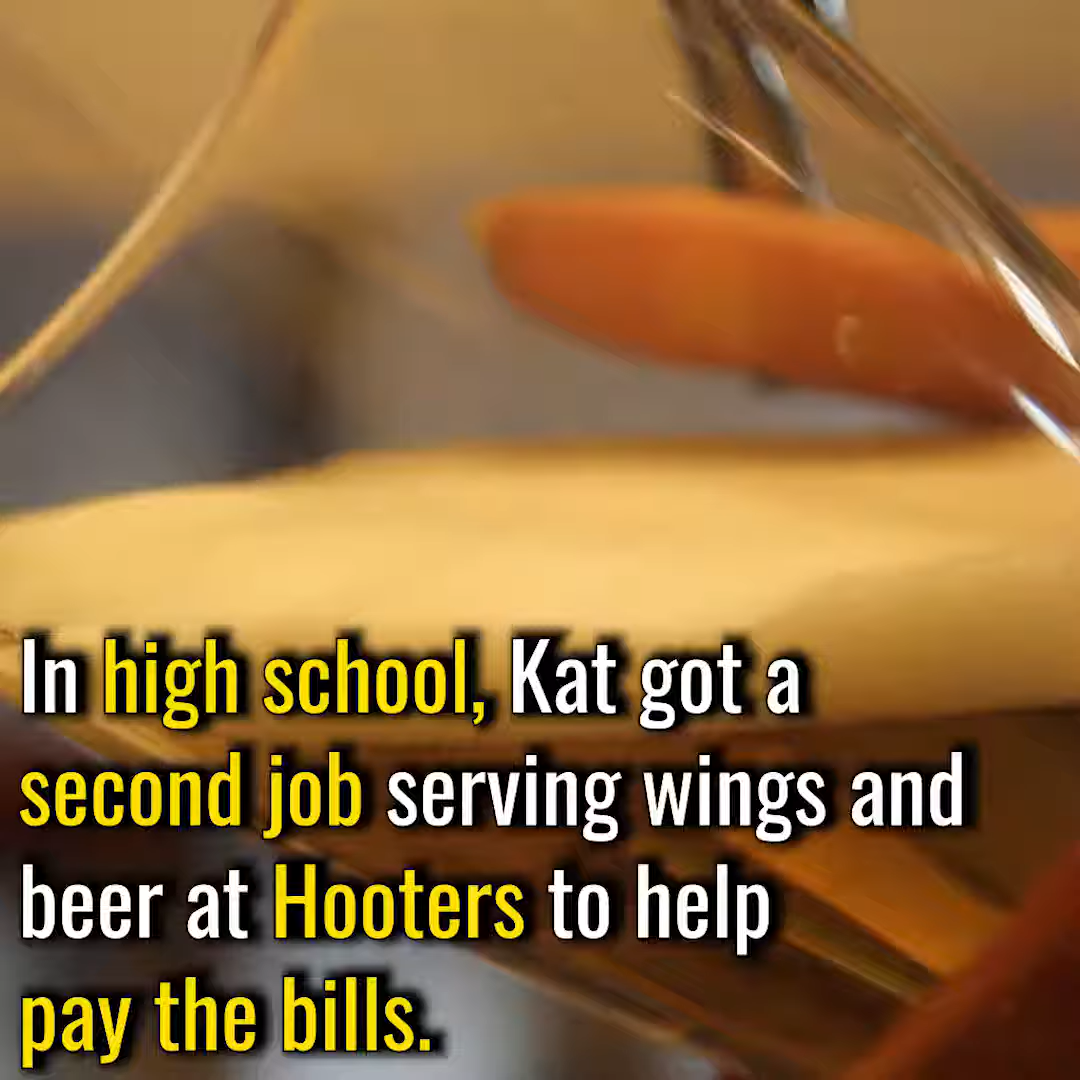 In high school, Kat got a
second job serving wings and
beer at Hooters to help
pay the bills.